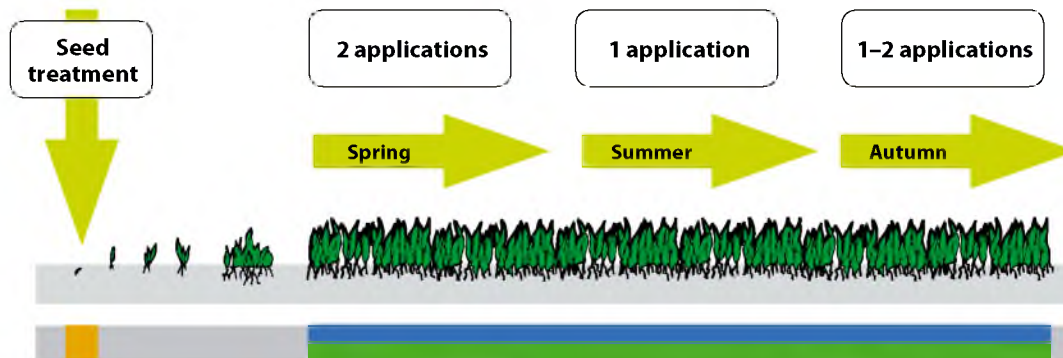 Seed
treatment
2 applications
1 application
1–2 applications
Spring
Summer
Autumn